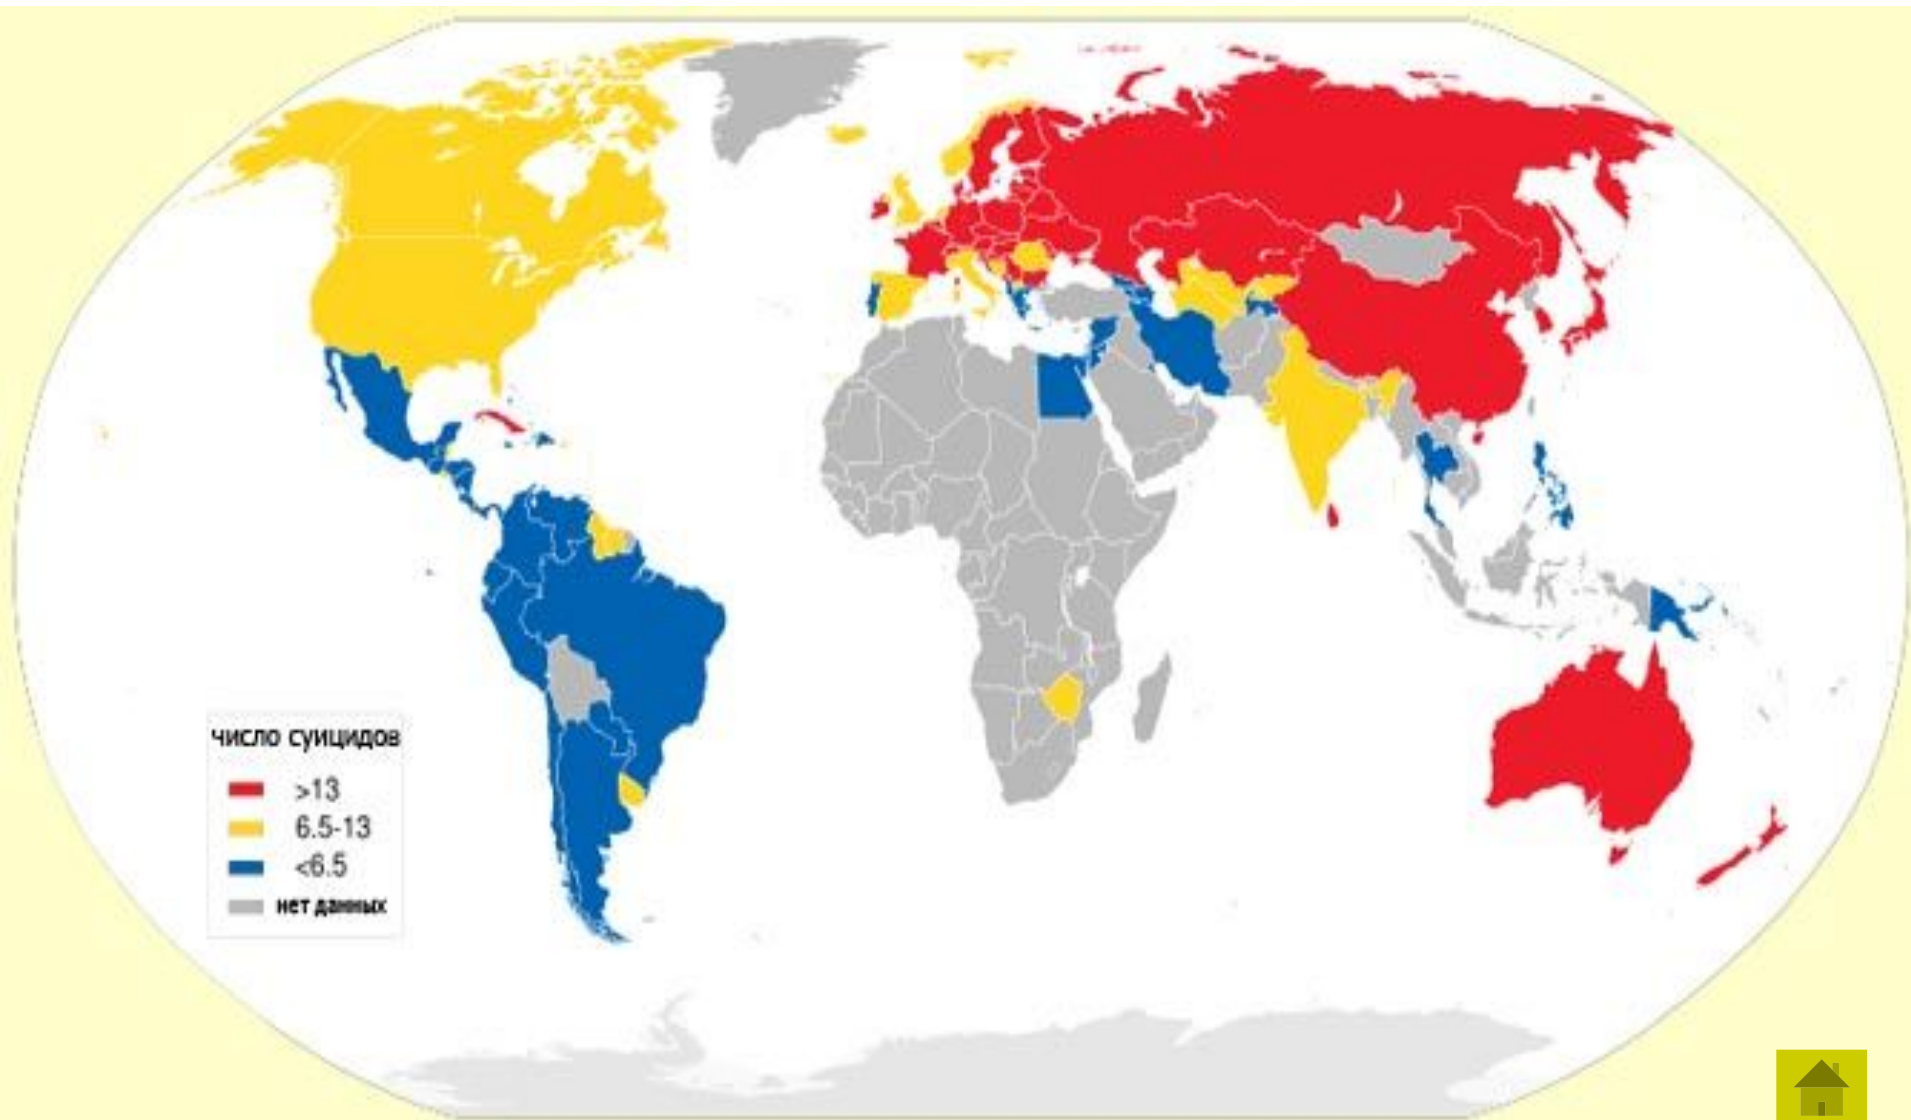 число суицидов
>13
6.5-13
<6.5
нет данных